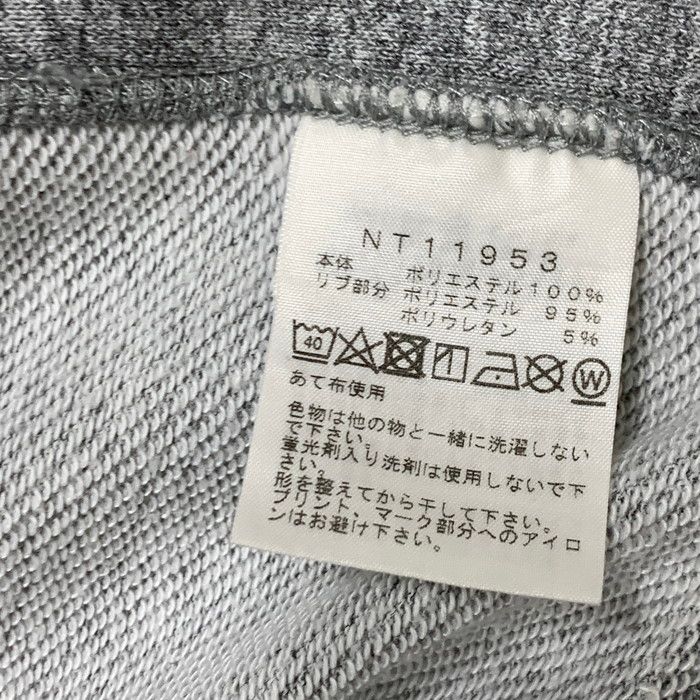 NT11953
本体 ポリエステル100%
リブ部分 ポリエステル 95%
ポリウレタン 5%
40 W
あて布使用
色物は他の物と一緒に洗濯しない
で下さい。
蛍光剤入り洗剤は使用しないで下
さい。
形を整えてから干して下さい。
プリント、マーク部分へのアイロ
ンはお避け下さい。